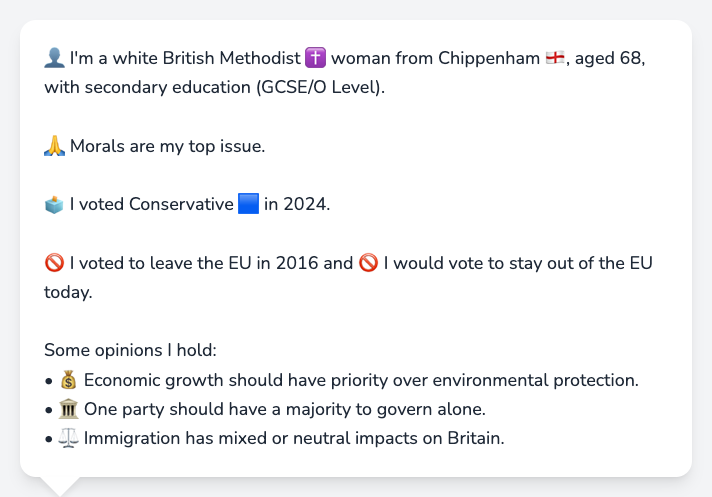 👤 I'm a white British Methodist ✝️ woman from Chippenham 🏴󠁧󠁢󠁥󠁮󠁧󠁿, aged 68,
with secondary education (GCSE/O Level).
🙏 Morals are my top issue.
🗳️ I voted Conservative 🟦 in 2024.
🚫 I voted to leave the EU in 2016 and 🚫 I would vote to stay out of the EU
today.
Some opinions I hold:
• 💰 Economic growth should have priority over environmental protection.
• 🏛️ One party should have a majority to govern alone.
• ⚖️ Immigration has mixed or neutral impacts on Britain.